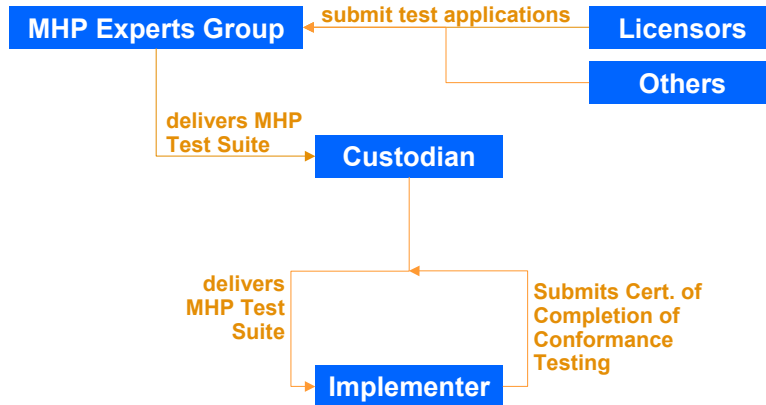 MHP Experts Group
submit test applications
Licensors
Others
delivers MHP
Test Suite
Custodian
delivers
MHP Test
Suite
Submits Cert. of
Completion of
Conformance
Testing
Implementer